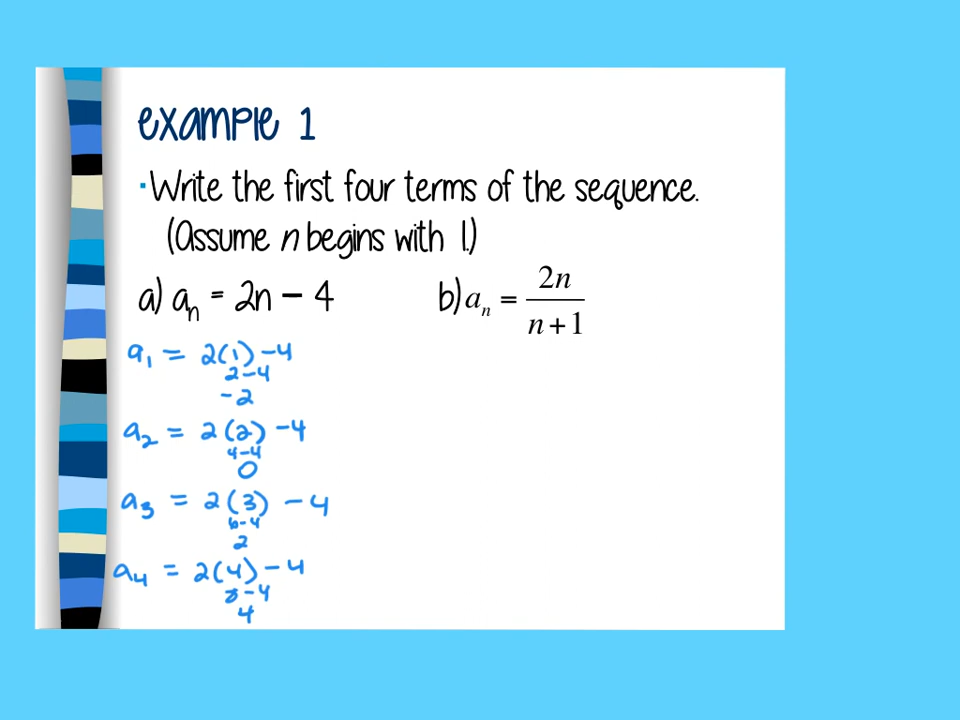 example 1
·Write the first four terms of the sequence.
(Assume n begins with 1.)
a) aₙ = 2n − 4
b) aₙ = 2n/(n+1)
a₁ = 2(1) −4
2−4
−2
a₂ = 2(2) −4
4−4
0
a₃ = 2(3) −4
6−4
2
a₄ = 2(4) −4
8−4
4